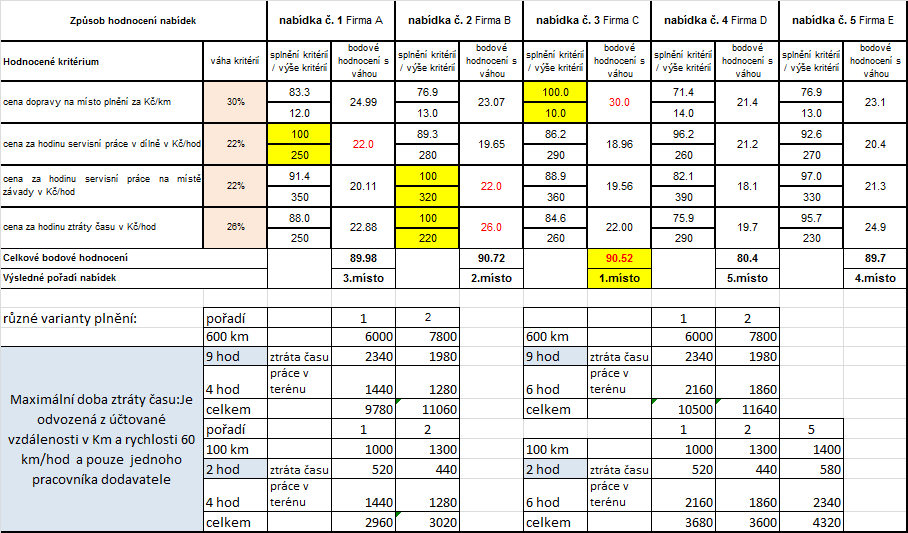 Způsob hodnocení nabídek nabídka č. 1 Firma A nabídka č. 2 Firma B nabídka č. 3 Firma C nabídka č. 4 Firma D nabídka č. 5 Firma E
Hodnocené kritérium váha kritérií splnění kritérií / výše kritérií bodové hodnocení s váhou splnění kritérií / výše kritérií bodové hodnocení s váhou splnění kritérií / výše kritérií bodové hodnocení s váhou splnění kritérií / výše kritérií bodové hodnocení s váhou splnění kritérií / výše kritérií bodové hodnocení s váhou
cena dopravy na místo plnění za Kč/km 30% 83.3 24.99 76.9 23.07 100.0 30.0 71.4 21.4 76.9 23.1
12.0 13.0 10.0 14.0 13.0
cena za hodinu servisní práce v dílně v Kč/hod 22% 100 22.0 89.3 19.65 86.2 18.96 96.2 21.2 92.6 20.4
250 280 290 260 270
cena za hodinu servisní práce na místě závady v Kč/hod 22% 91.4 20.11 100 22.0 88.9 19.56 82.1 18.1 97.0 21.3
350 320 360 390 330
cena za hodinu ztráty času v Kč/hod 26% 88.0 22.88 100 26.0 84.6 22.00 75.9 19.7 95.7 24.9
250 220 260 290 230
Celkové bodové hodnocení 89.98 90.72 90.52 80.4 89.7
Výsledné pořadí nabídek 3.místo 2.místo 1.místo 5.místo 4.místo
různé varianty plnění: pořadí 1 2 1 2
600 km 6000 7800 600 km 6000 7800
9 hod ztráta času 2340 1980 9 hod ztráta času 2340 1980
4 hod práce v terénu 1440 1280 6 hod práce v terénu 2160 1860
celkem 9780 11060 celkem 10500 11640
Maximální doba ztráty času:Je
odvozená z účtované
vzdálenosti v Km a rychlosti 60
km/hod a pouze jednoho
pracovníka dodavatele
pořadí 1 2 1 2 5
100 km 1000 1300 100 km 1000 1300 1400
2 hod ztráta času 520 440 2 hod ztráta času 520 440 580
4 hod práce v terénu 1440 1280 6 hod práce v terénu 2160 1860 2340
celkem 2960 3020 celkem 3680 3600 4320